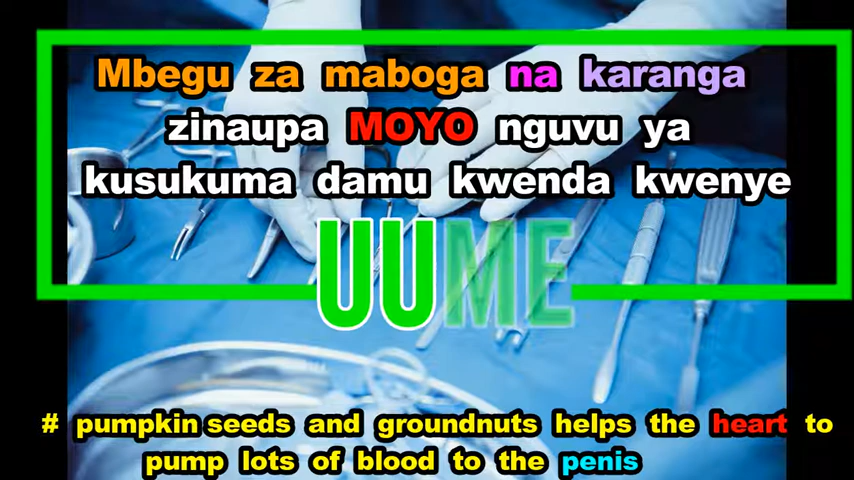 Mbegu za maboga na karanga
zinaupa MOYO nguvu ya
kusukuma damu kwenda kwenye
UUME
# pumpkin seeds and groundnuts helps the heart to
pump lots of blood to the penis